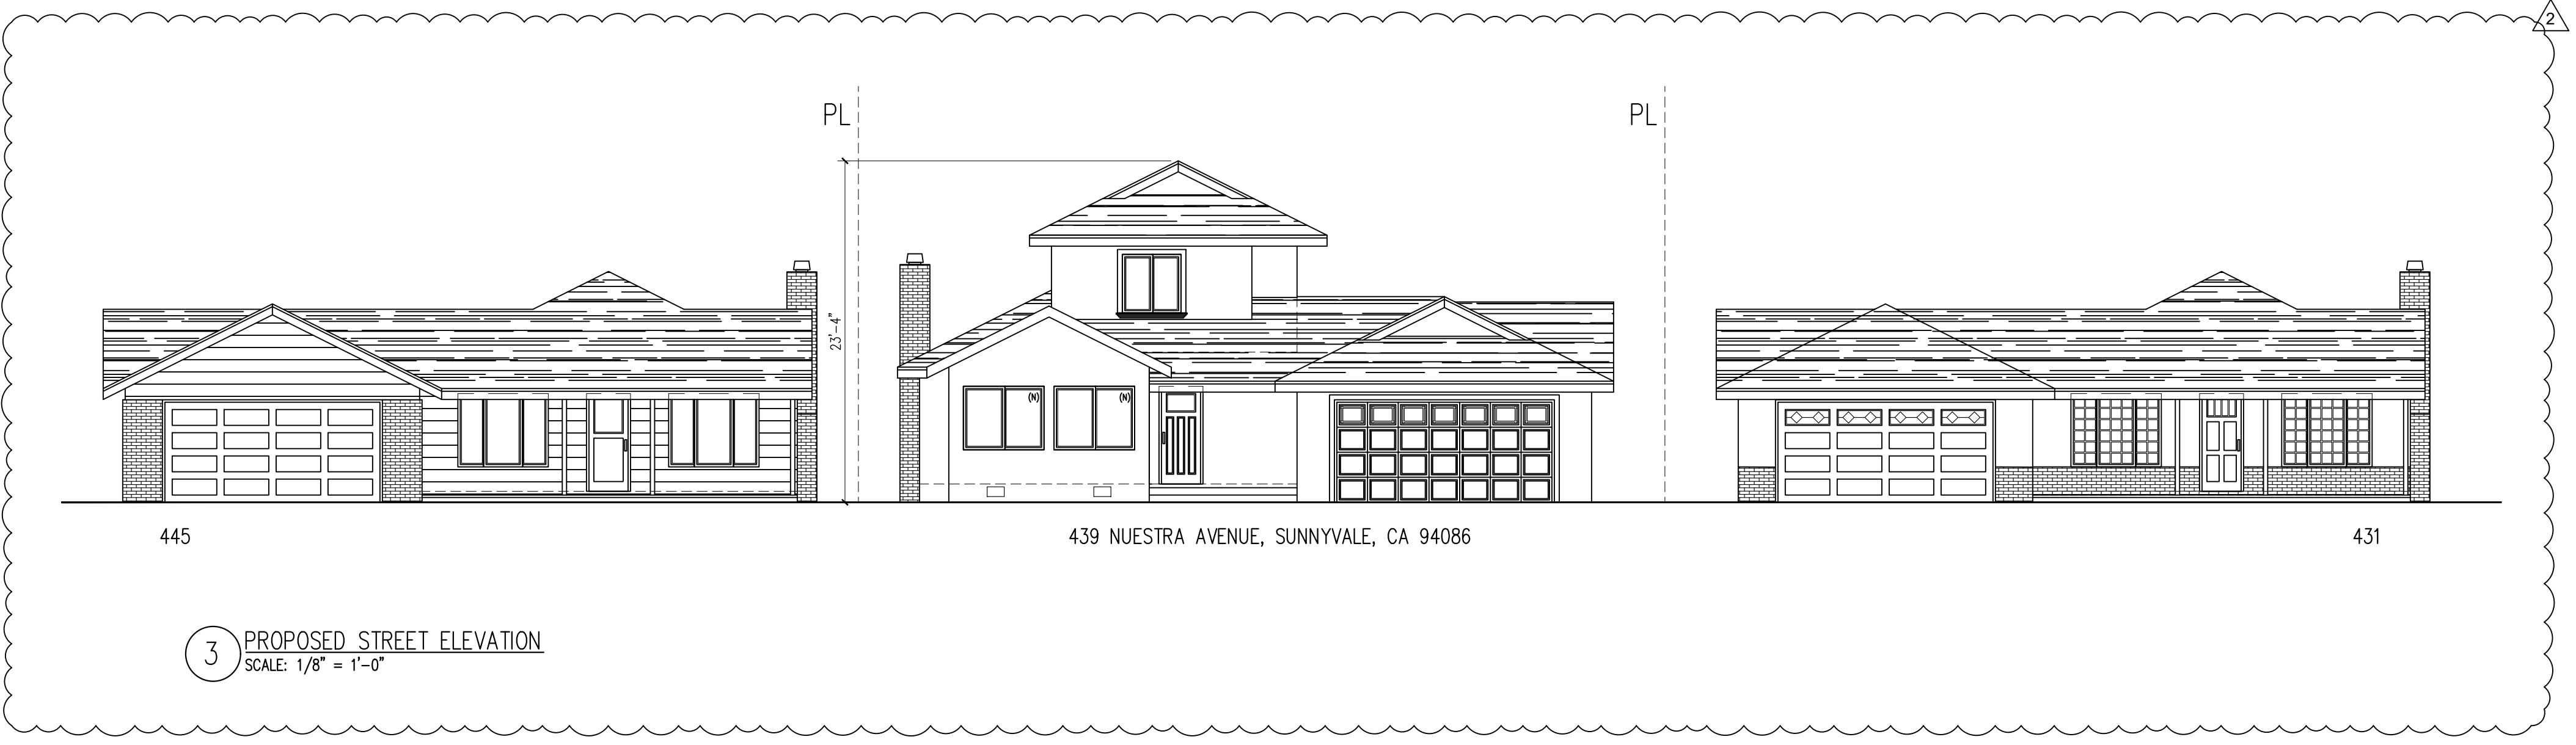 2
PL
PL
23'-4"
(N)
(N)
445
439 NUESTRA AVENUE, SUNNYVALE, CA 94086
431
3
PROPOSED STREET ELEVATION
SCALE: 1/8" = 1'-0"